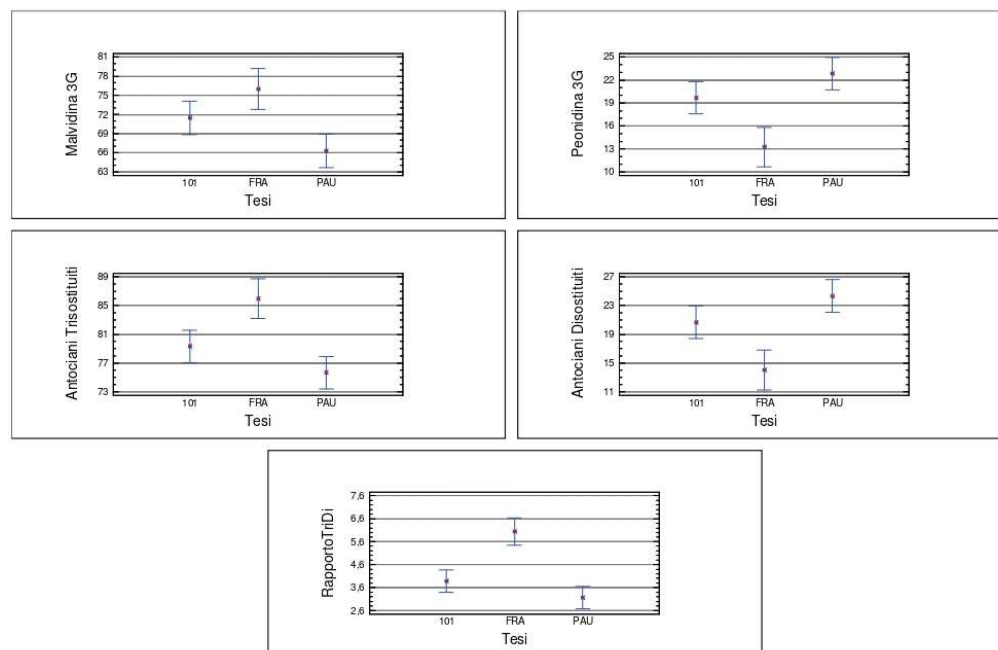 Malvidina 3G
81
78
75
72
69
66
63
101 FRA PAU
Tesi
Peonidina 3G
25
22
19
16
13
10
101 FRA PAU
Tesi
Antociani Trisostituiti
89
85
81
77
73
101 FRA PAU
Tesi
Antociani Disostituiti
27
23
19
15
11
101 FRA PAU
Tesi
RapportoTriDi
7,6
6,6
5,6
4,6
3,6
2,6
101 FRA PAU
Tesi